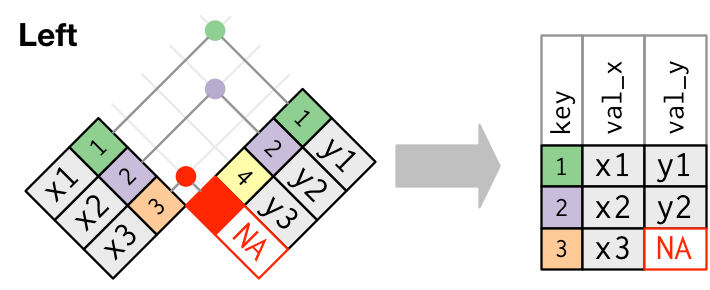 Left
1 x1
2 x2
3 x3
1 y1
2 y2
4 y3
NA
key val_x val_y
1 x1 y1
2 x2 y2
3 x3 NA